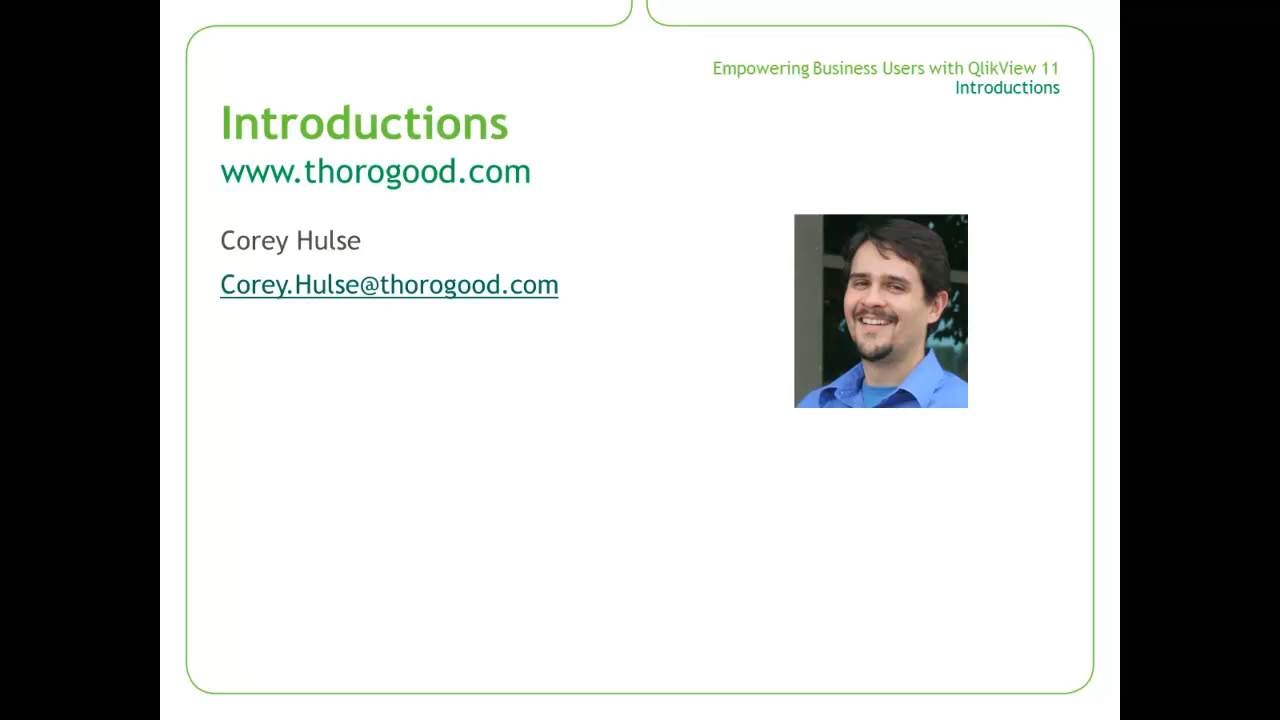 Empowering Business Users with QlikView 11
Introductions
Introductions
www.thorogood.com
Corey Hulse
Corey.Hulse@thorogood.com